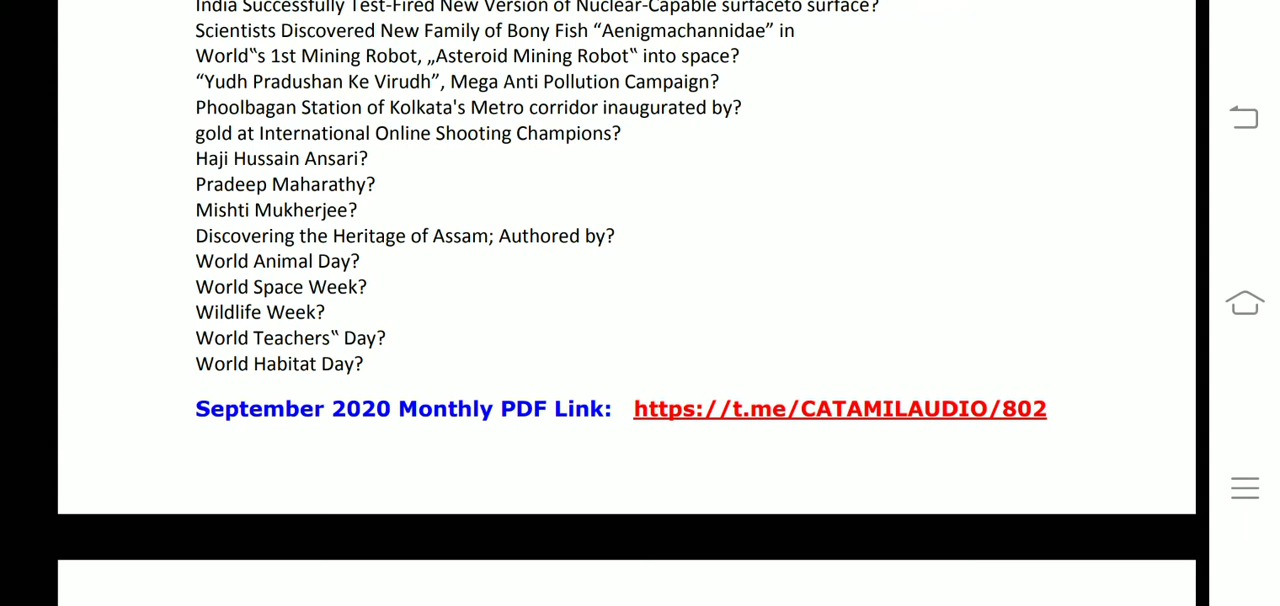 India Successfully Test-Fired New Version of Nuclear-Capable surfaceto surface?
Scientists Discovered New Family of Bony Fish “Aenigmachannidae” in
World‟s 1st Mining Robot, „Asteroid Mining Robot‟ into space?
“Yudh Pradushan Ke Virudh”, Mega Anti Pollution Campaign?
Phoolbagan Station of Kolkata's Metro corridor inaugurated by?
gold at International Online Shooting Champions?
Haji Hussain Ansari?
Pradeep Maharathy?
Mishti Mukherjee?
Discovering the Heritage of Assam; Authored by?
World Animal Day?
World Space Week?
Wildlife Week?
World Teachers‟ Day?
World Habitat Day?
September 2020 Monthly PDF Link: https://t.me/CATAMILAUDIO/802